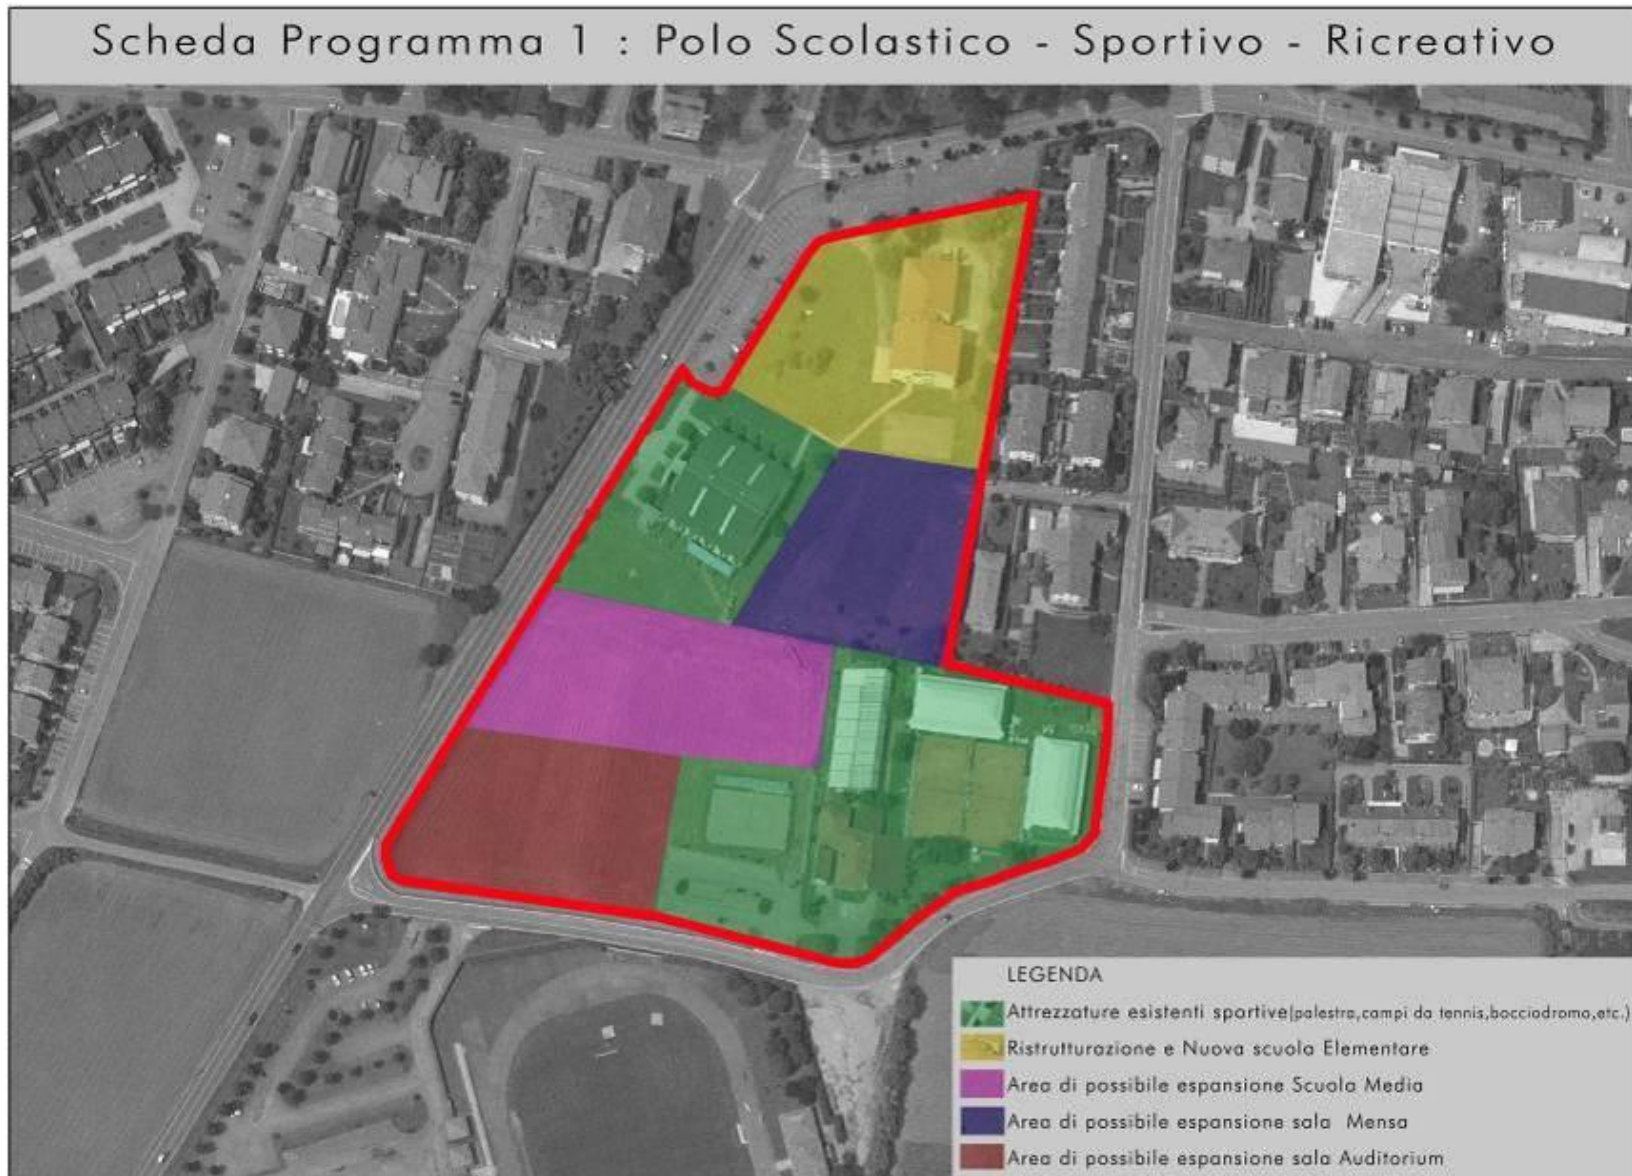 Scheda Programma 1 : Polo Scolastico - Sportivo - Ricreativo
LEGENDA
Attrezzature esistenti sportive(palestra,campi da tennis,bocciodromo,etc.)
Ristrutturazione e Nuova scuola Elementare
Area di possibile espansione Scuola Media
Area di possibile espansione sala Mensa
Area di possibile espansione sala Auditorium